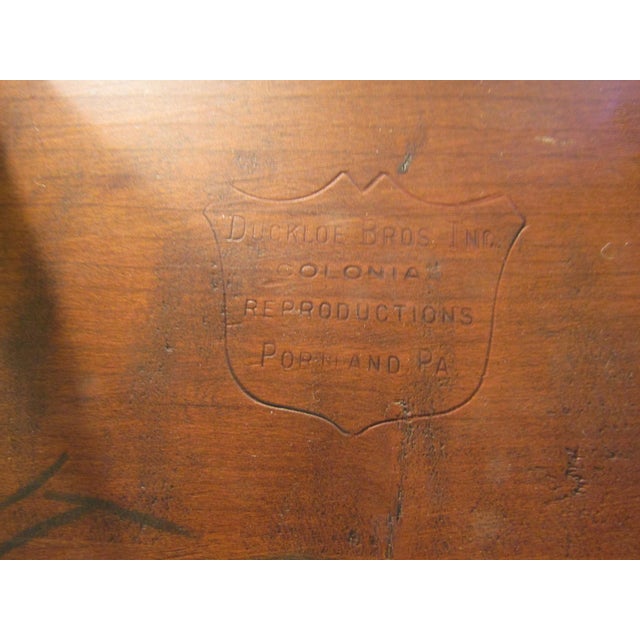 DUCKLOE BROS. INC.
COLONIAL
REPRODUCTIONS
PORTLAND PA.